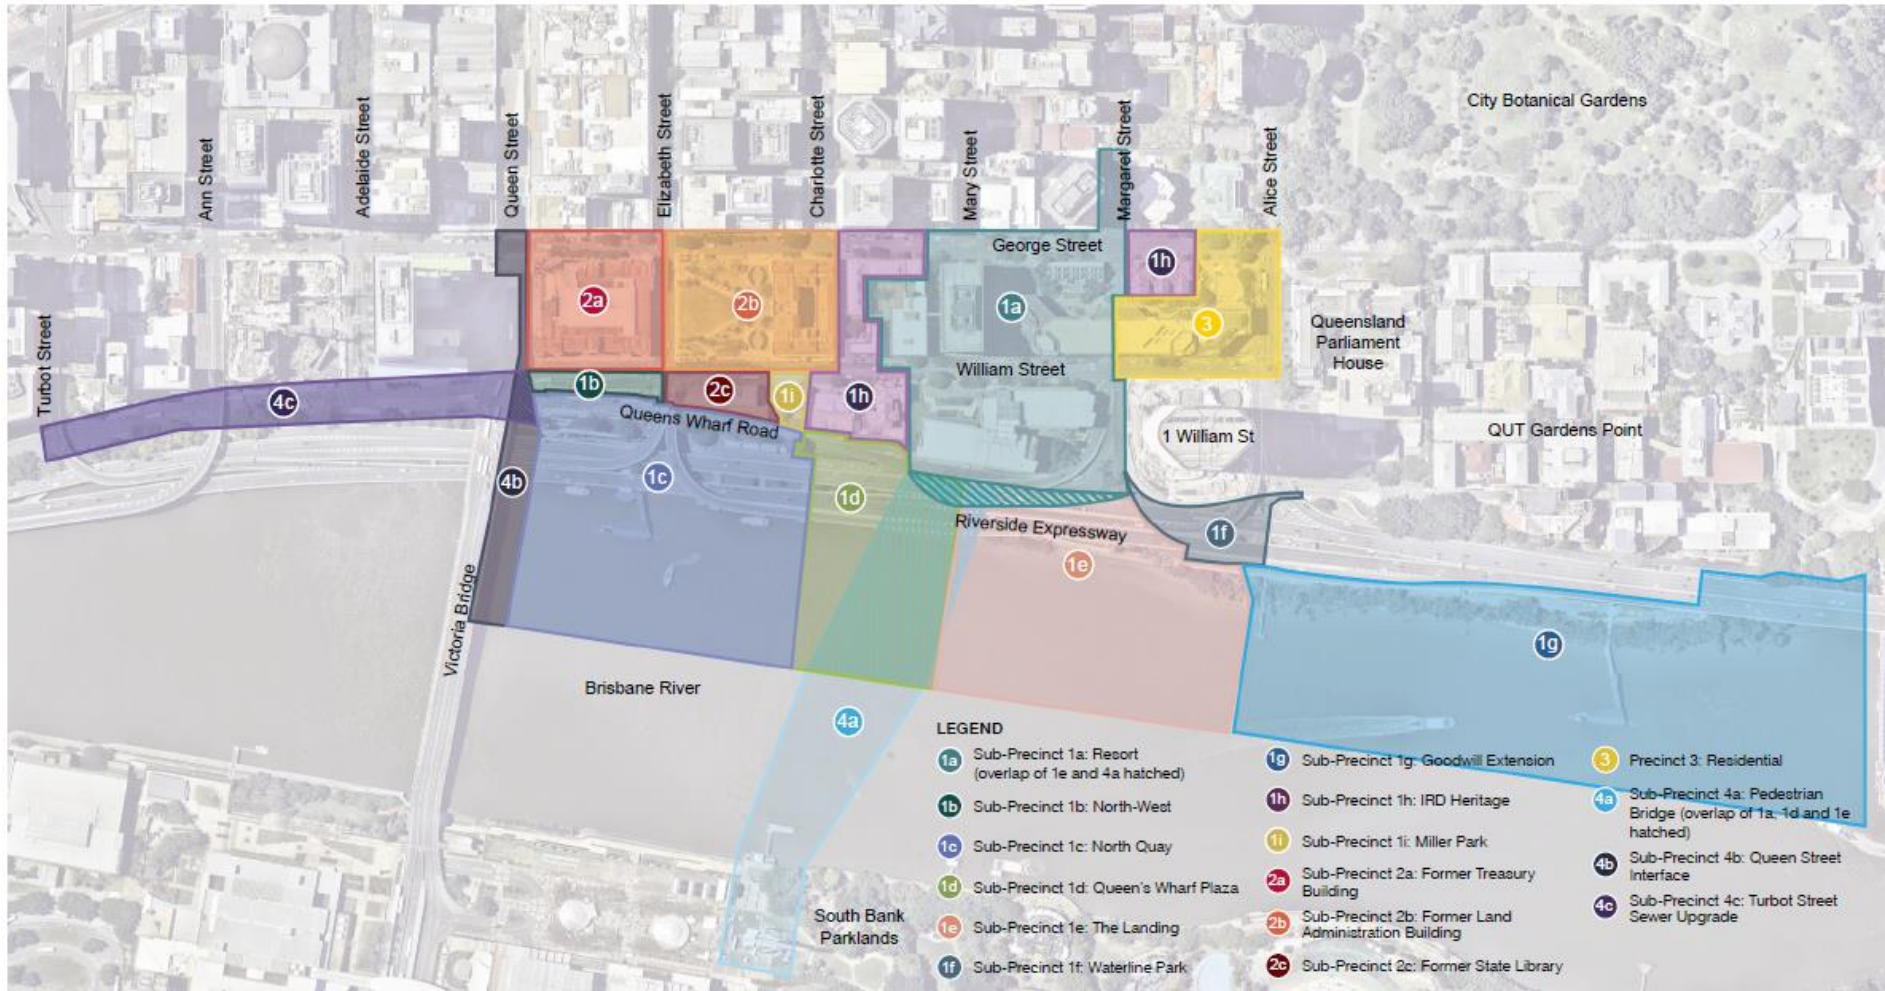 City Botanical Gardens
Ann Street
Adelaide Street
Queen Street
Elizabeth Street
Charlotte Street
Mary Street
Margaret Street
Alice Street
George Street
1h
2a
2b
1a
3
Queensland
Parliament
House
Turbot Street
William Street
1b
2c
1i
1h
4c
Queens Wharf Road
1 William St
QUT Gardens Point
4b
1c
1d
Riverside Expressway
1f
1e
Victoria Bridge
1g
Brisbane River
4a
South Bank
Parklands
LEGEND
1a Sub-Precinct 1a: Resort
(overlap of 1e and 4a hatched)
1b Sub-Precinct 1b: North-West
1c Sub-Precinct 1c: North Quay
1d Sub-Precinct 1d: Queen's Wharf Plaza
1e Sub-Precinct 1e: The Landing
1f Sub-Precinct 1f: Waterline Park
1g Sub-Precinct 1g: Goodwill Extension
1h Sub-Precinct 1h: IRD Heritage
1i Sub-Precinct 1i: Miller Park
2a Sub-Precinct 2a: Former Treasury
Building
2b Sub-Precinct 2b: Former Land
Administration Building
2c Sub-Precinct 2c: Former State Library
3 Precinct 3: Residential
4a Sub-Precinct 4a: Pedestrian
Bridge (overlap of 1a, 1d and 1e
hatched)
4b Sub-Precinct 4b: Queen Street
Interface
4c Sub-Precinct 4c: Turbot Street
Sewer Upgrade